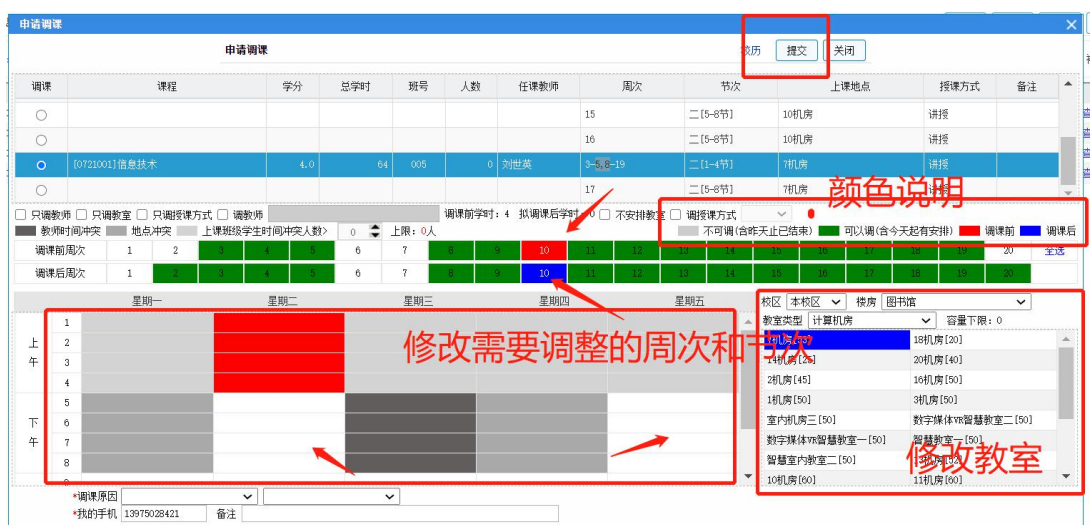 申请调课
申请调课 校历 提交 关闭
调课 课程 学分 总学时 班号 人数 任课教师 周次 节次 上课地点 授课方式 备注
15 二[5-8节] 10机房 讲授
16 二[5-8节] 10机房 讲授
[0721001]信息技术 4.0 64 005 0 刘世英 3-5,8-19 二[1-4节] 7机房 讲授
17 二[5-8节] 7机房
颜色说明
只调教师 只调教室 只调授课方式 调教师 调课前学时：4 拟调课后学时：0 不安排教室 调授课方式
教师时间冲突 地点冲突 上课班级学生时间冲突人数> 0 上限：0人 不可调(含昨天止已结束) 可以调(含今天起有安排) 调课前 调课后
调课前周次 1 2 3 4 5 6 7 8 9 10 11 12 13 14 15 16 17 18 19 20 全选
调课后周次 1 2 3 4 5 6 7 8 9 10 11 12 13 14 15 16 17 18 19 20
星期一 星期二 星期三 星期四 星期五
校区 本校区 楼房 图书馆
教室类型 计算机房 容量下限：0
上午
1
2
3
4
下午
5
6
7
8
修改需要调整的周次和节次
18机房[20]
14机房[25] 20机房[40]
2机房[45] 16机房[50]
1机房[50] 3机房[50]
室内机房三[50] 数字媒体VR智慧教室二[50]
数字媒体VR智慧教室一[50] 智慧教室一[50]
智慧室内教室二[50]
10机房[60] 11机房[60]
修改教室
*调课原因
*我的手机 13975028421 备注